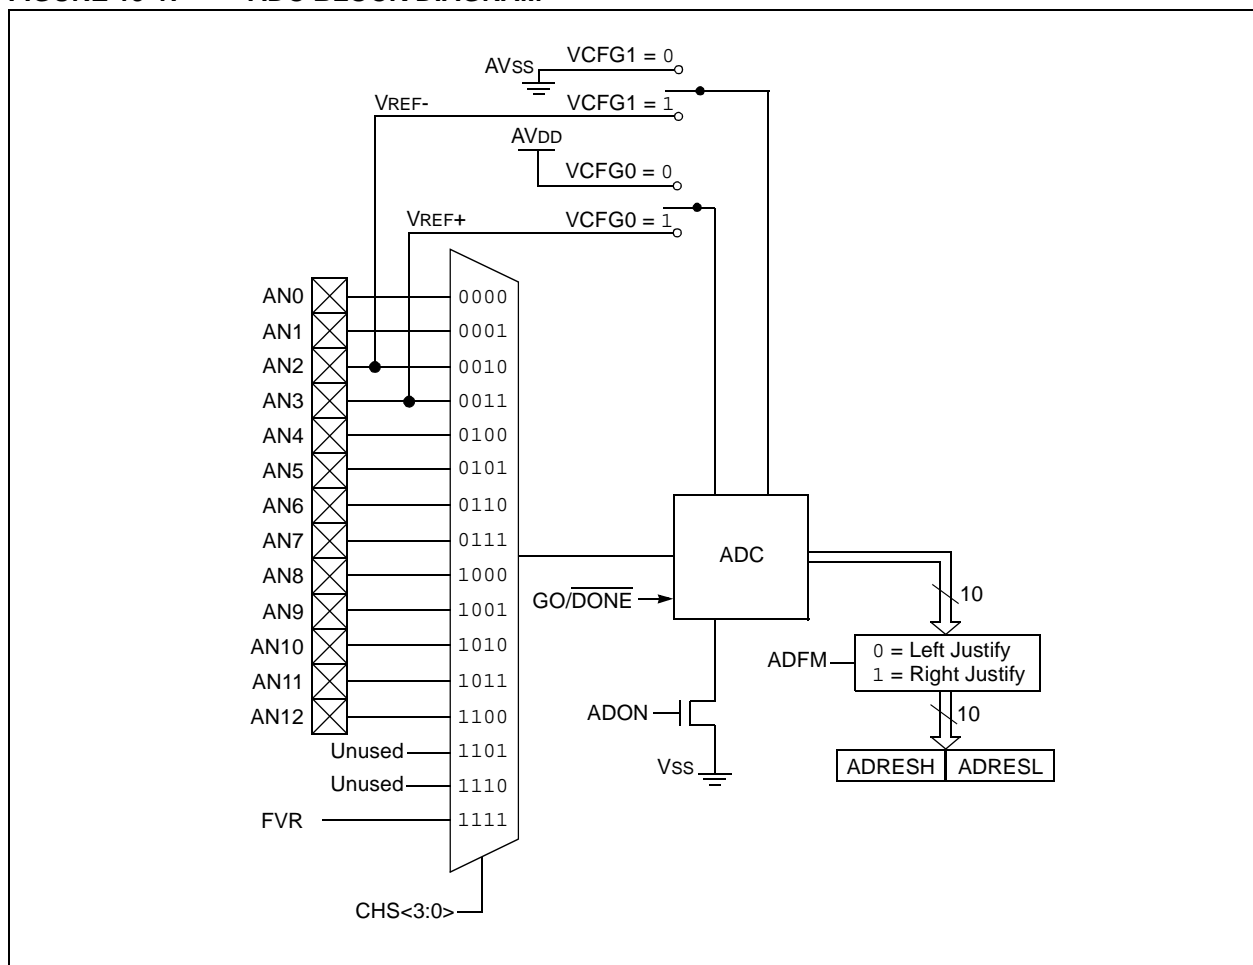 AVSS
VCFG1 = 0
VREF-
VCFG1 = 1
AVDD
VCFG0 = 0
VREF+
VCFG0 = 1
AN0
0000
AN1
0001
AN2
0010
AN3
0011
AN4
0100
AN5
0101
AN6
0110
AN7
0111
ADC
AN8
1000
GO/DONE
10
AN9
1001
AN10
1010
ADFM
0 = Left Justify
1 = Right Justify
AN11
1011
AN12
1100
ADON
10
Unused
1101
VSS
ADRESH
ADRESL
Unused
1110
FVR
1111
CHS<3:0>